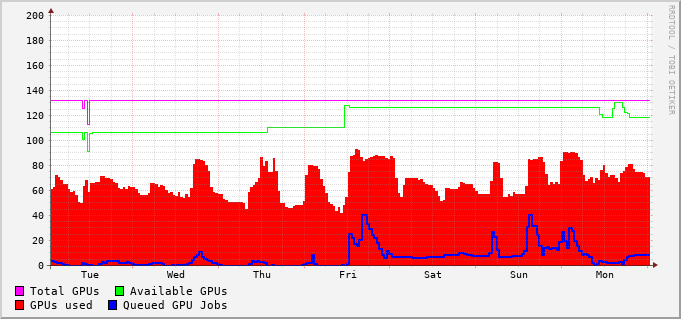 RRDTOOL / TOBI OETIKER
200
180
160
140
120
100
80
60
40
20
0
Tue Wed Thu Fri Sat Sun Mon
Total GPUs Available GPUs
GPUs used Queued GPU Jobs